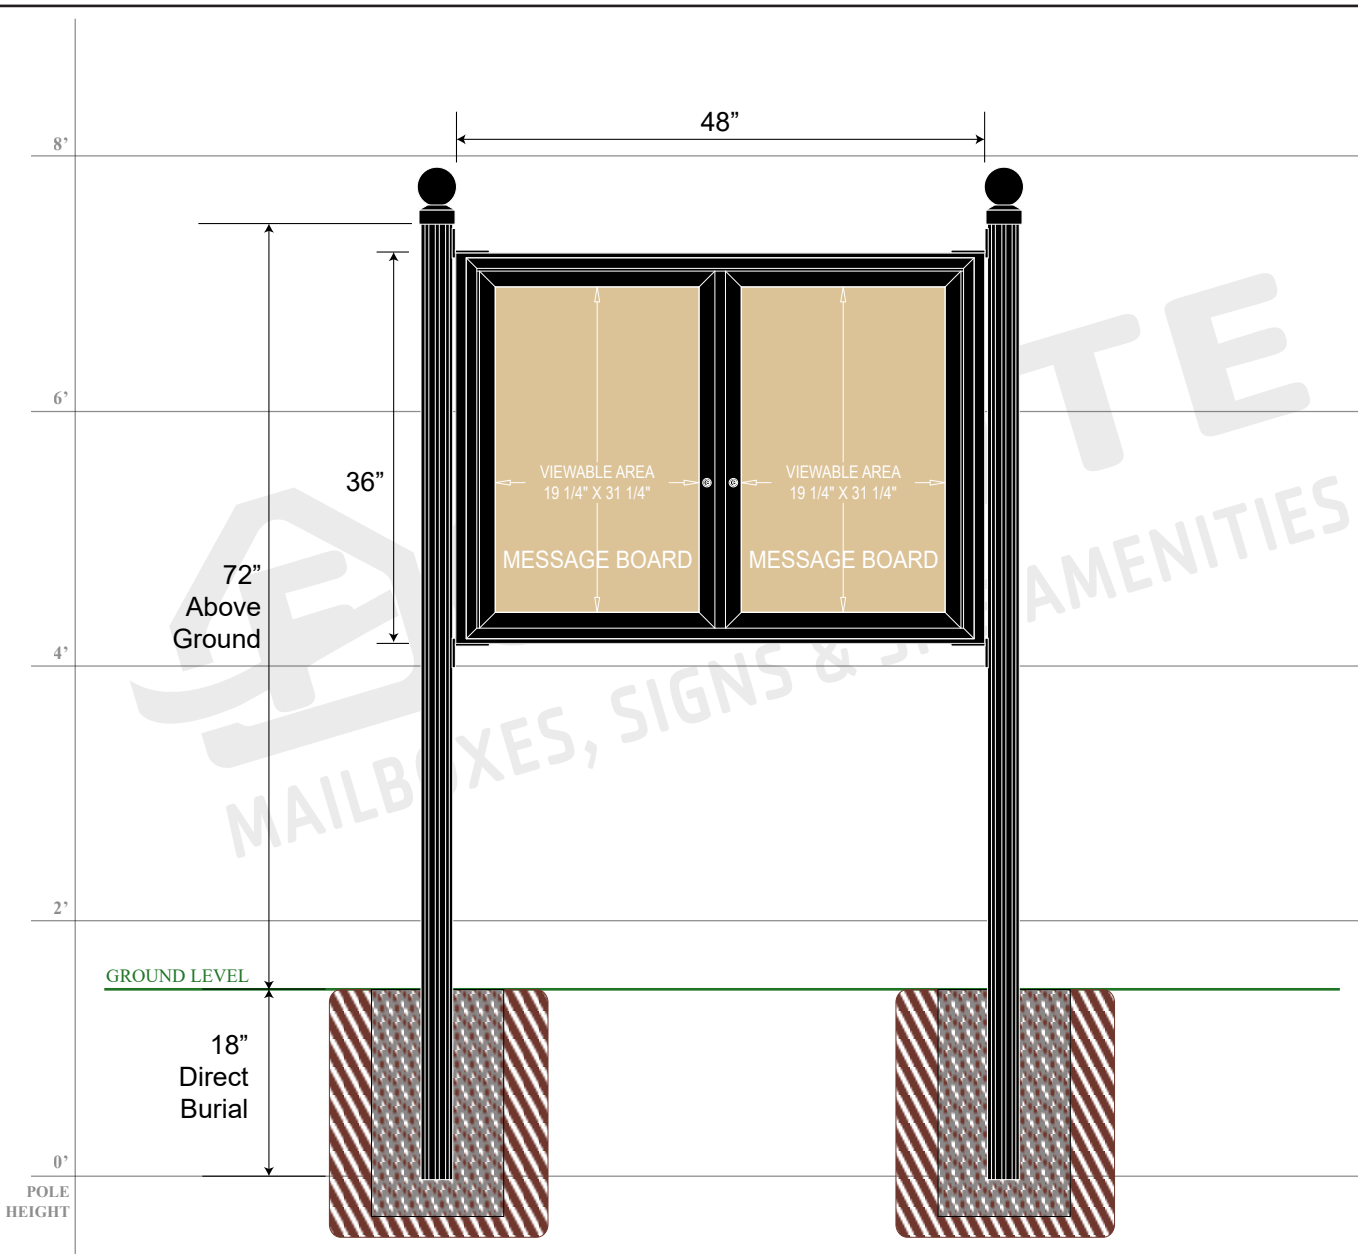 48”
8’
6’
36”
VIEWABLE AREA
19 1/4" X 31 1/4"
VIEWABLE AREA
19 1/4" X 31 1/4"
MESSAGE BOARD
MESSAGE BOARD
72”
Above
Ground
4’
TE
MAILBOXES, SIGNS & AMENITIES
2’
GROUND LEVEL
18”
Direct
Burial
0’
POLE
HEIGHT